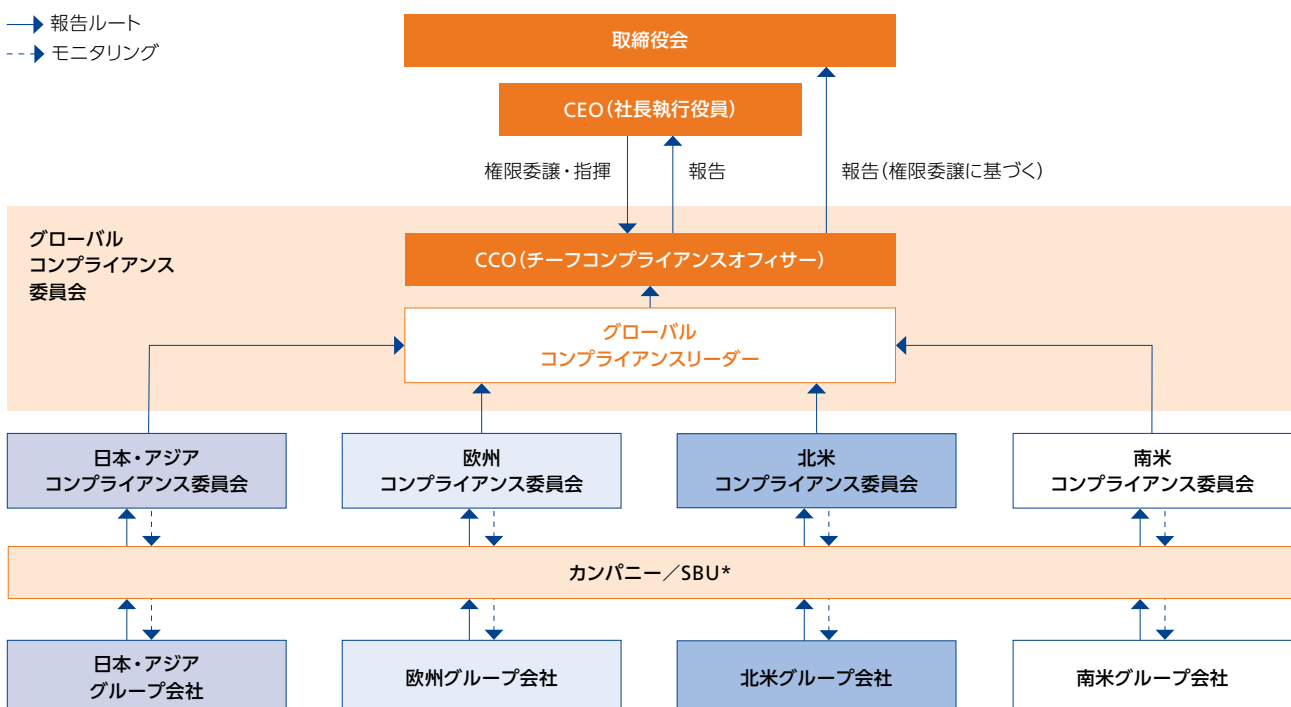 報告ルート
モニタリング
取締役会
CEO(社長執行役員)
権限委譲・指揮
報告
報告(権限委譲に基づく)
グローバル
コンプライアンス
委員会
CCO(チーフコンプライアンスオフィサー)
グローバル
コンプライアンスリーダー
日本・アジア
コンプライアンス委員会
欧州
コンプライアンス委員会
北米
コンプライアンス委員会
南米
コンプライアンス委員会
カンパニー/SBU*
日本・アジア
グループ会社
欧州グループ会社
北米グループ会社
南米グループ会社